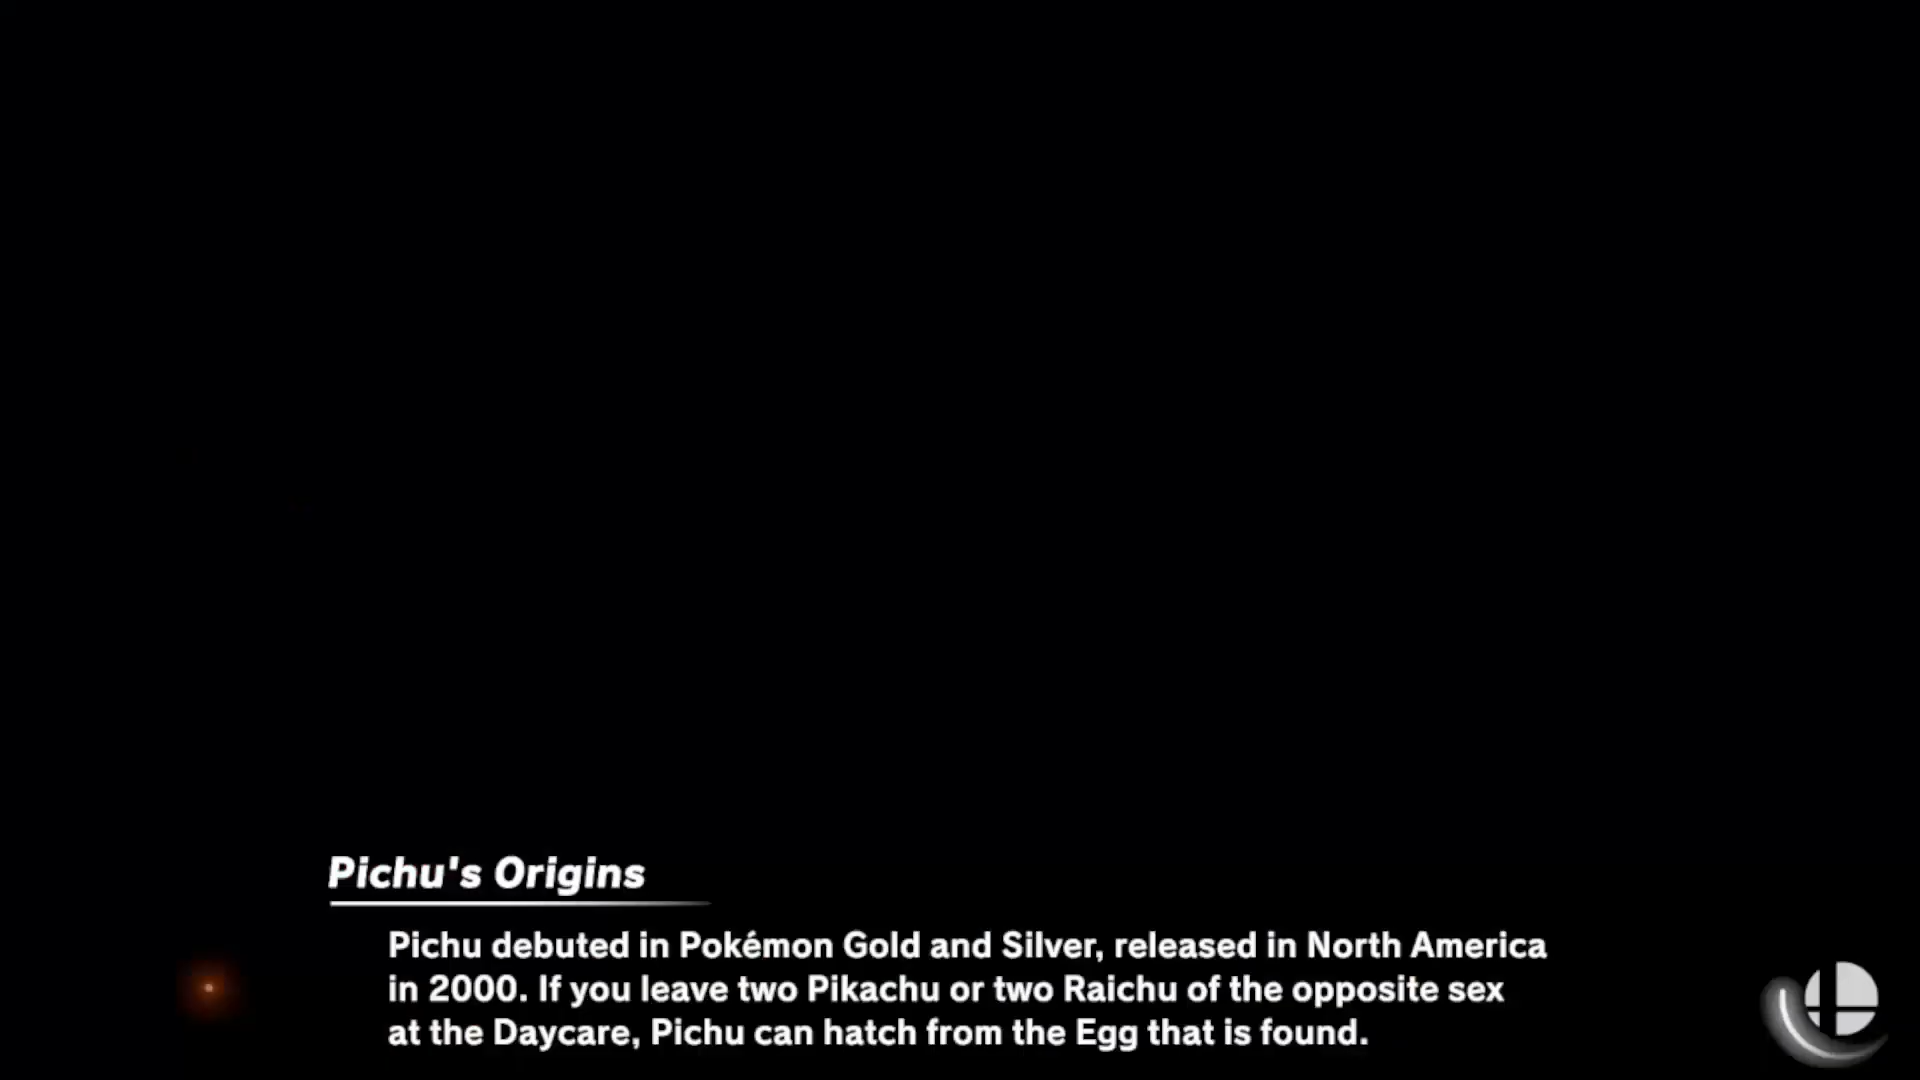 Pichu's Origins
Pichu debuted in Pokémon Gold and Silver, released in North America
in 2000. If you leave two Pikachu or two Raichu of the opposite sex
at the Daycare, Pichu can hatch from the Egg that is found.